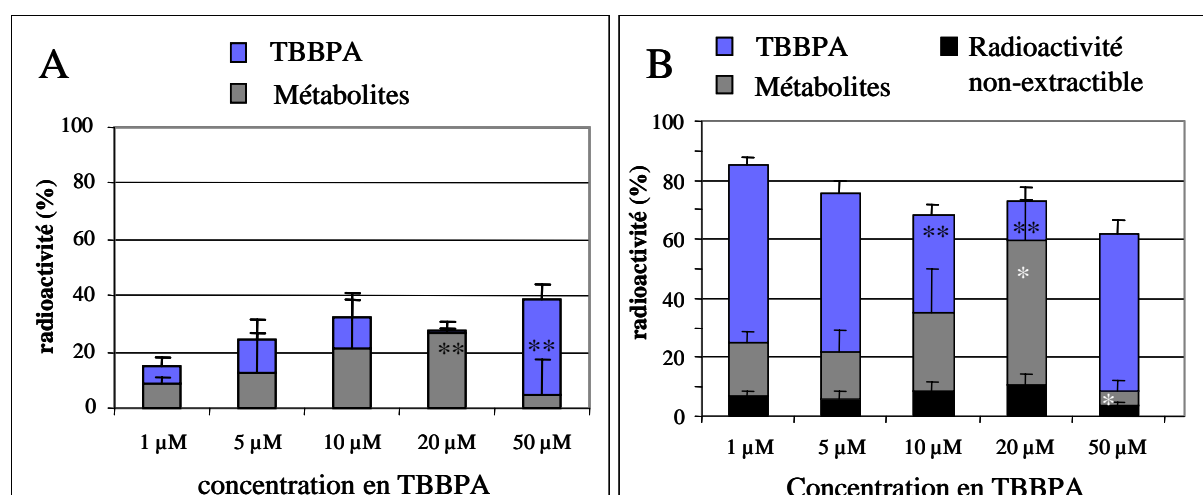 A
TBBPA
Métabolites
radioactivité (%)
100
80
60
40
20
0
**
**
1 µM
5 µM
10 µM
20 µM
50 µM
concentration en TBBPA
B
TBBPA
Métabolites
Radioactivité
non-extractible
radioactivité (%)
100
80
60
40
20
0
**
**
*
*
1 µM
5 µM
10 µM
20 µM
50 µM
Concentration en TBBPA